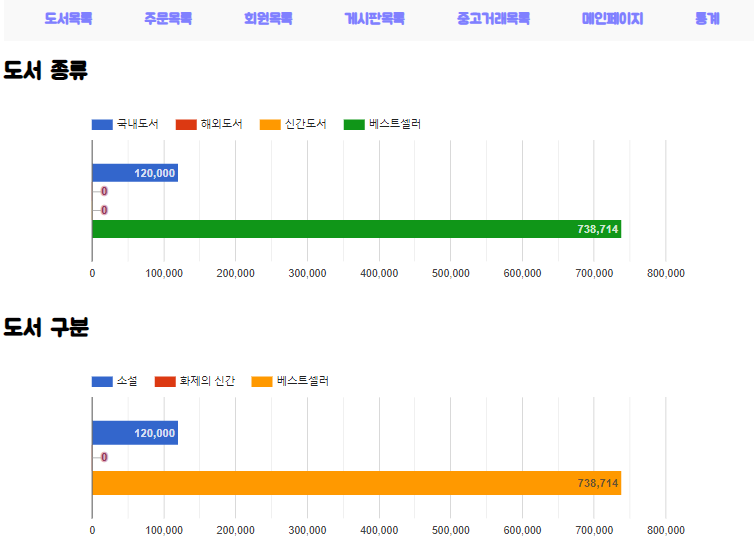 도서목록 주문목록 회원목록 게시판목록 중고거래목록 메인페이지 통계
도서 종류
국내도서 해외도서 신간도서 베스트셀러
120,000
0
0
738,714
0 100,000 200,000 300,000 400,000 500,000 600,000 700,000 800,000
도서 구분
소설 화제의 신간 베스트셀러
120,000
0
738,714
0 100,000 200,000 300,000 400,000 500,000 600,000 700,000 800,000